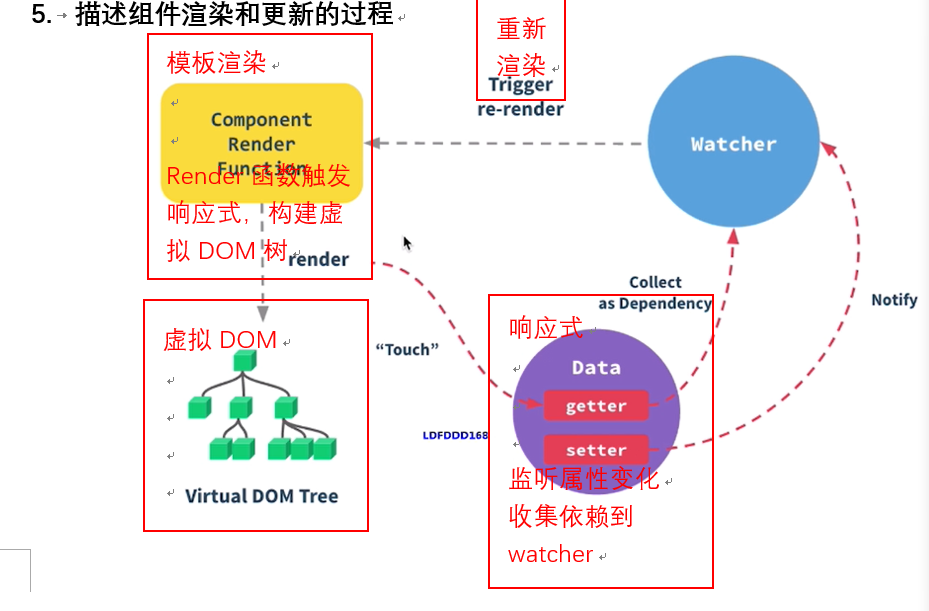 5. 描述组件渲染和更新的过程
模板渲染
Component
Render
Function
Render 函数触发
响应式，构建虚
拟 DOM 树
render
重新
渲染
Trigger
re-render
Watcher
虚拟 DOM
Virtual DOM Tree
“Touch”
LDFDDD168
Collect
as Dependency
Notify
响应式
Data
getter
setter
监听属性变化
收集依赖到
watcher